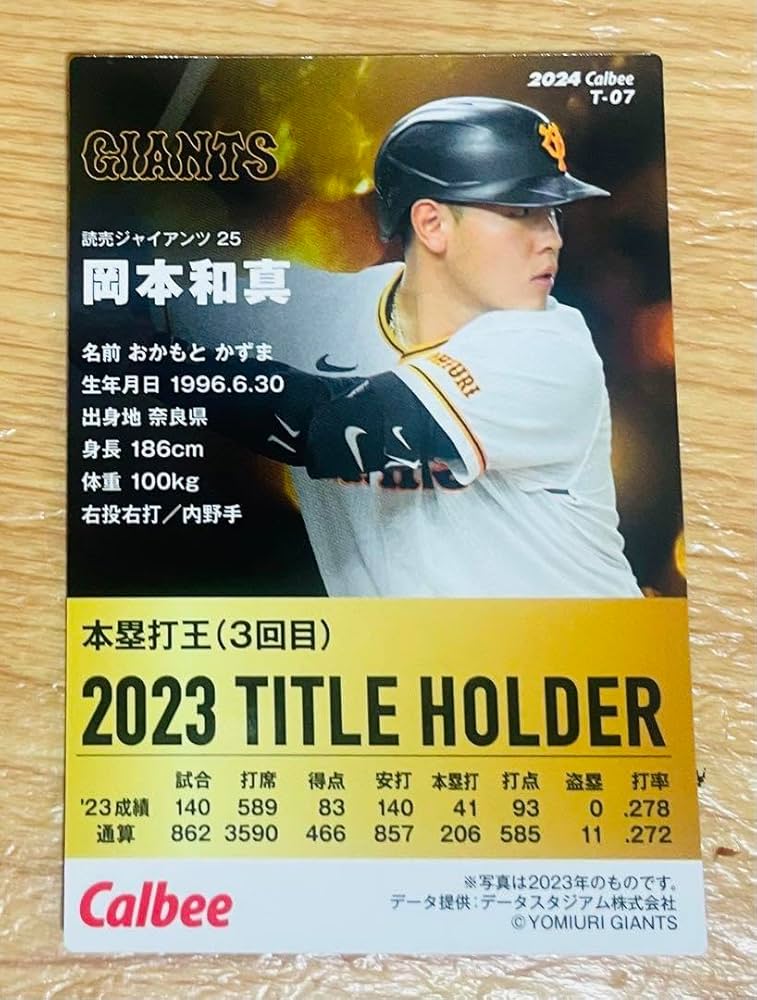 2024 Calbee
T-07
GIANTS
読売ジャイアンツ 25
岡本和真
名前 おかもと かずま
生年月日 1996.6.30
出身地 奈良県
身長 186cm
体重 100kg
右投右打／内野手
本塁打王(3回目)
2023 TITLE HOLDER
試合 打席 得点 安打 本塁打 打点 盗塁 打率
'23成績 140 589 83 140 41 93 0 .278
通算 862 3590 466 857 206 585 11 .272
Calbee
※写真は2023年のものです。
データ提供：データスタジアム株式会社
©YOMIURI GIANTS